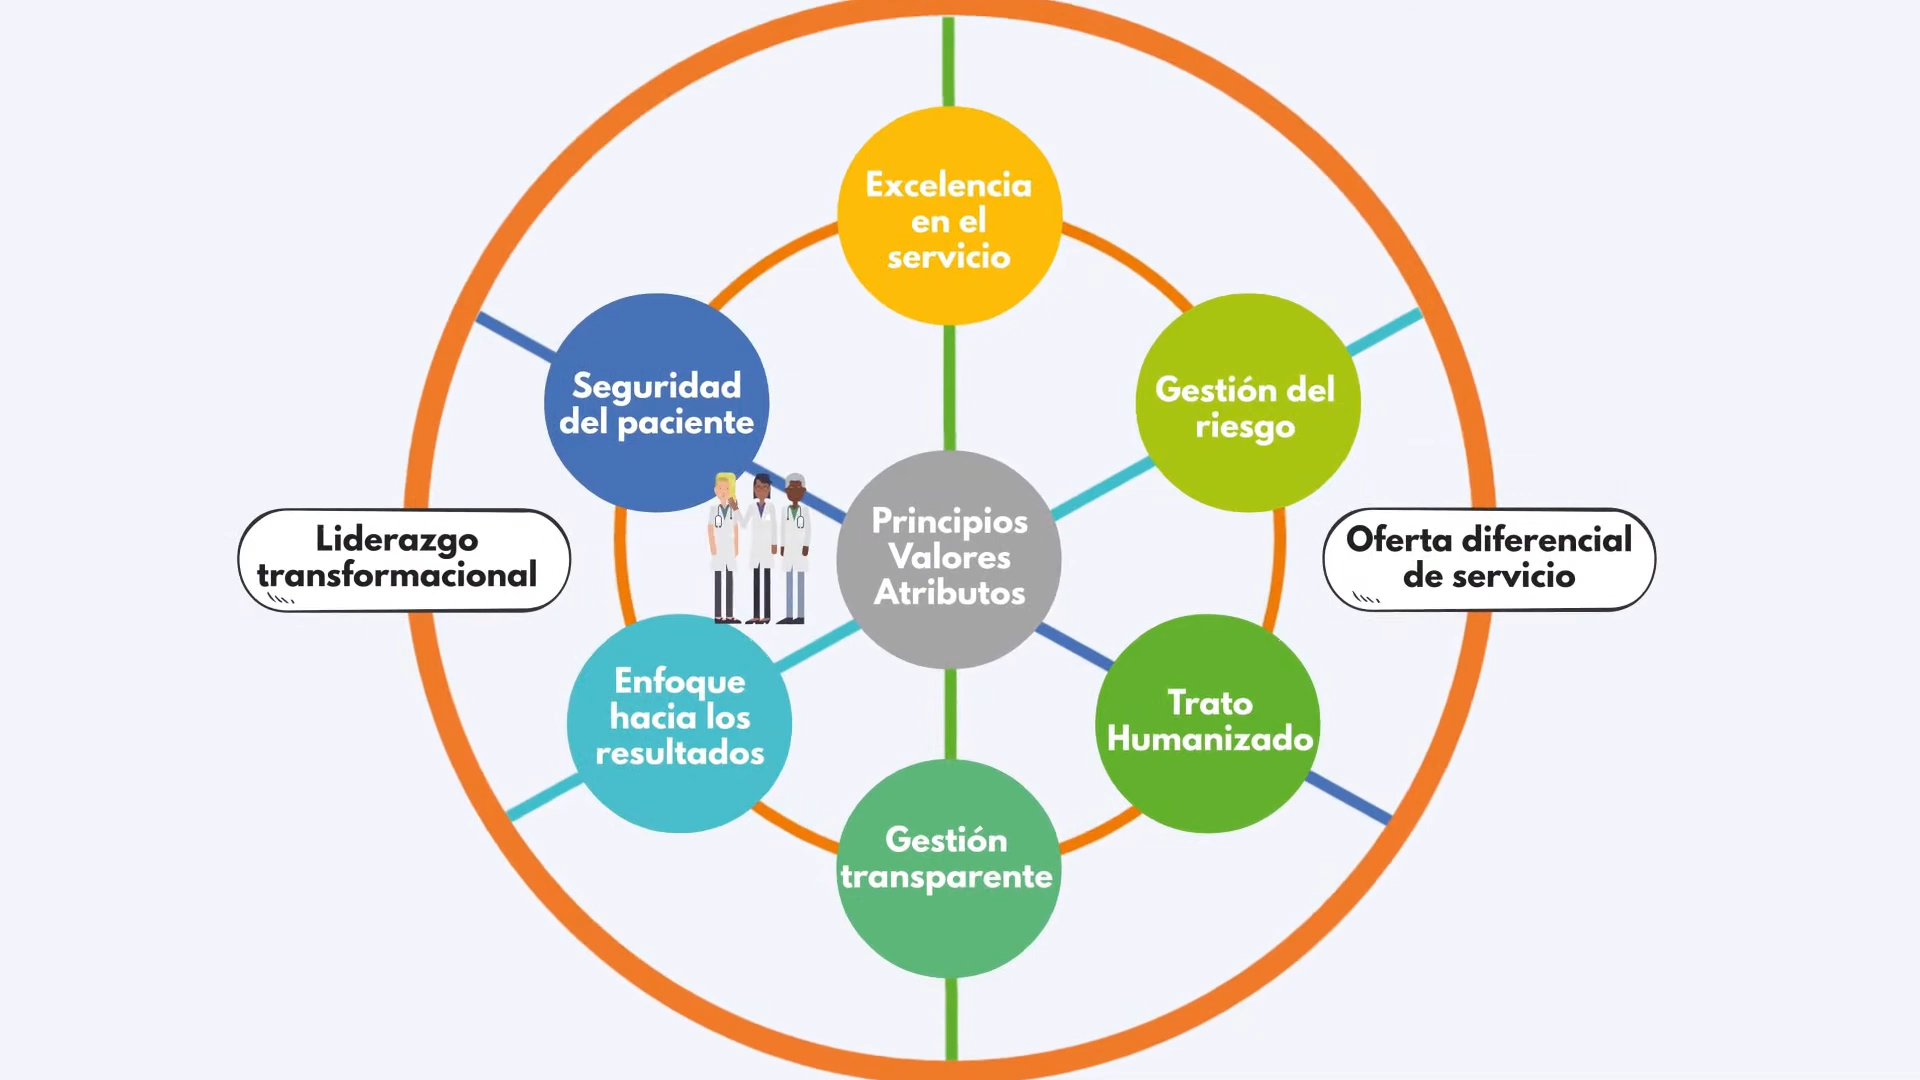 Excelencia
en el
servicio
Seguridad
del paciente
Gestión del
riesgo
Liderazgo
transformacional
Principios
Valores
Atributos
Oferta diferencial
de servicio
Enfoque
hacia los
resultados
Trato
Humanizado
Gestión
transparente